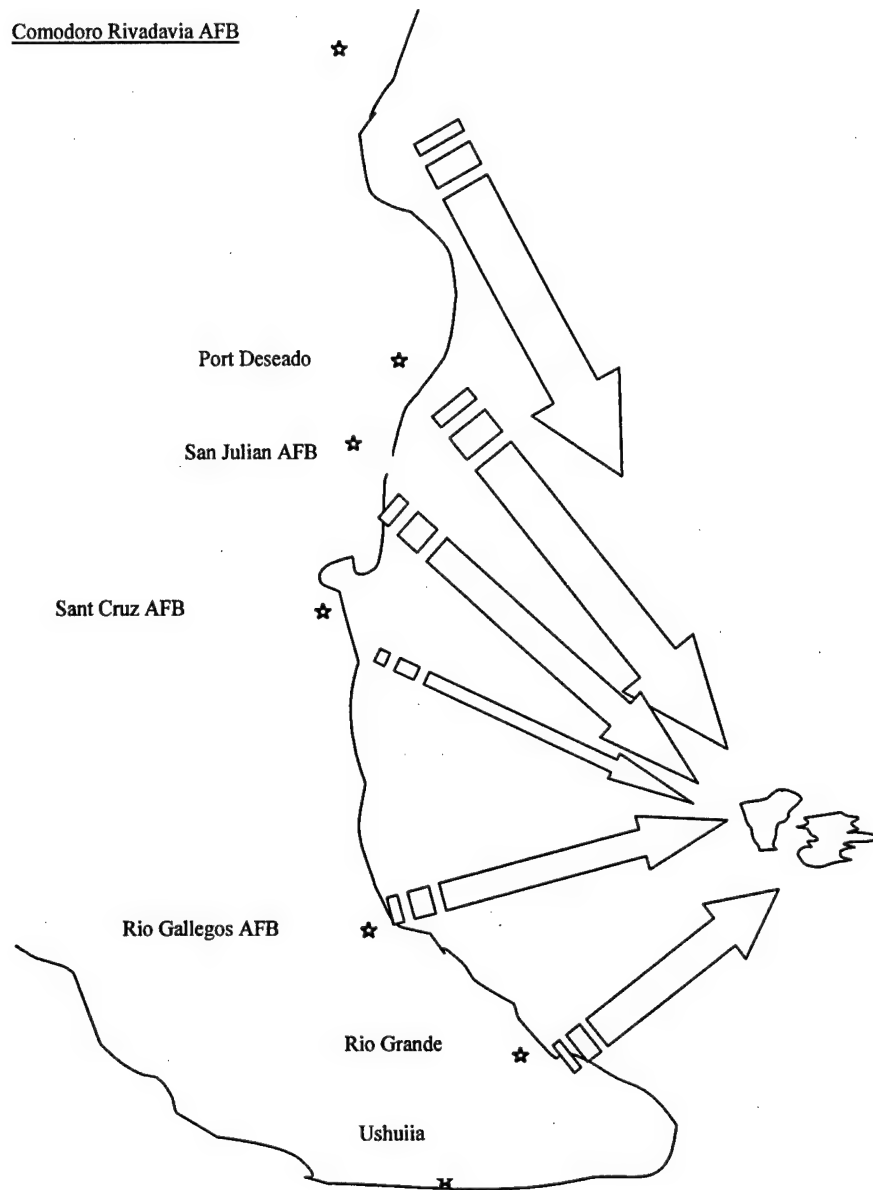 Comodoro Rivadavia AFB
Port Deseado
San Julian AFB
Sant Cruz AFB
Rio Gallegos AFB
Rio Grande
Ushuiia